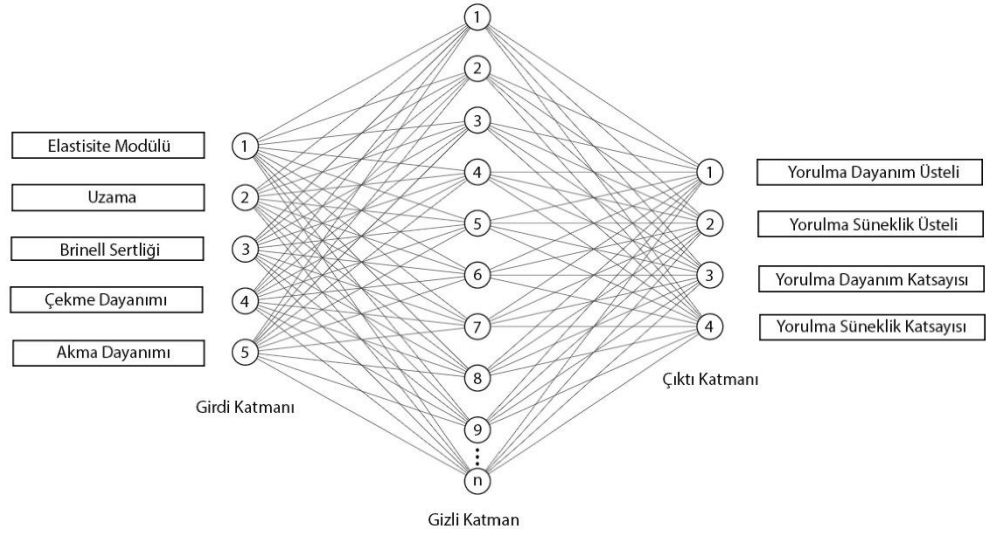 Elastisite Modülü
Uzama
Brinell Sertliği
Çekme Dayanımı
Akma Dayanımı
1
2
3
4
5
Girdi Katmanı
1
2
3
4
5
6
7
8
9
n
Gizli Katman
1
2
3
4
Çıktı Katmanı
Yorulma Dayanım Üsteli
Yorulma Süneklik Üsteli
Yorulma Dayanım Katsayısı
Yorulma Süneklik Katsayısı